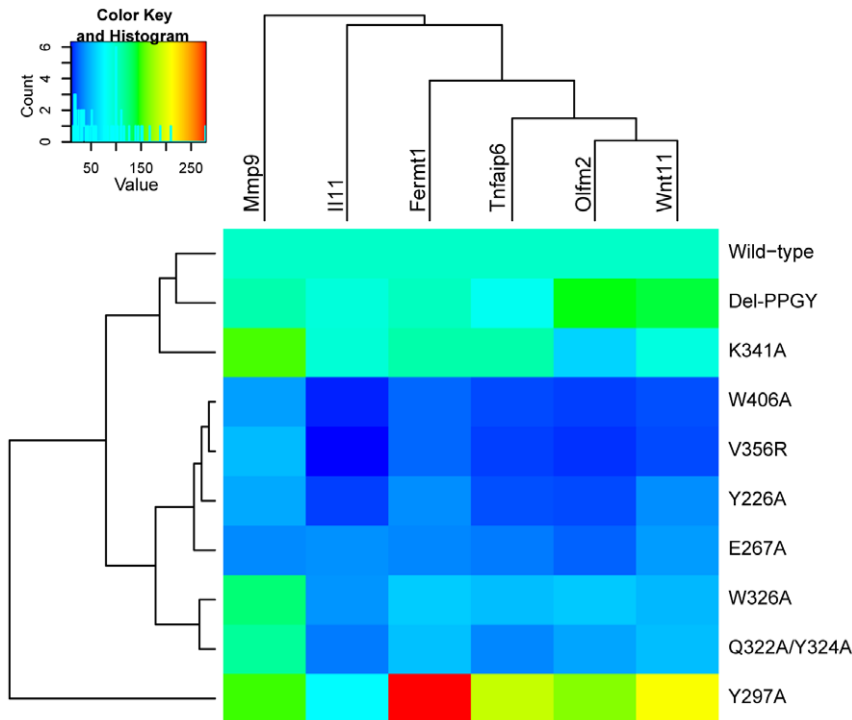 Color Key
and Histogram
Count
0 2 4 6
50 150 250
Value
Mmp9 Il11 Fermt1 Tnfaip6 Olfm2 Wnt11
Wild−type
Del-PPGY
K341A
W406A
V356R
Y226A
E267A
W326A
Q322A/Y324A
Y297A